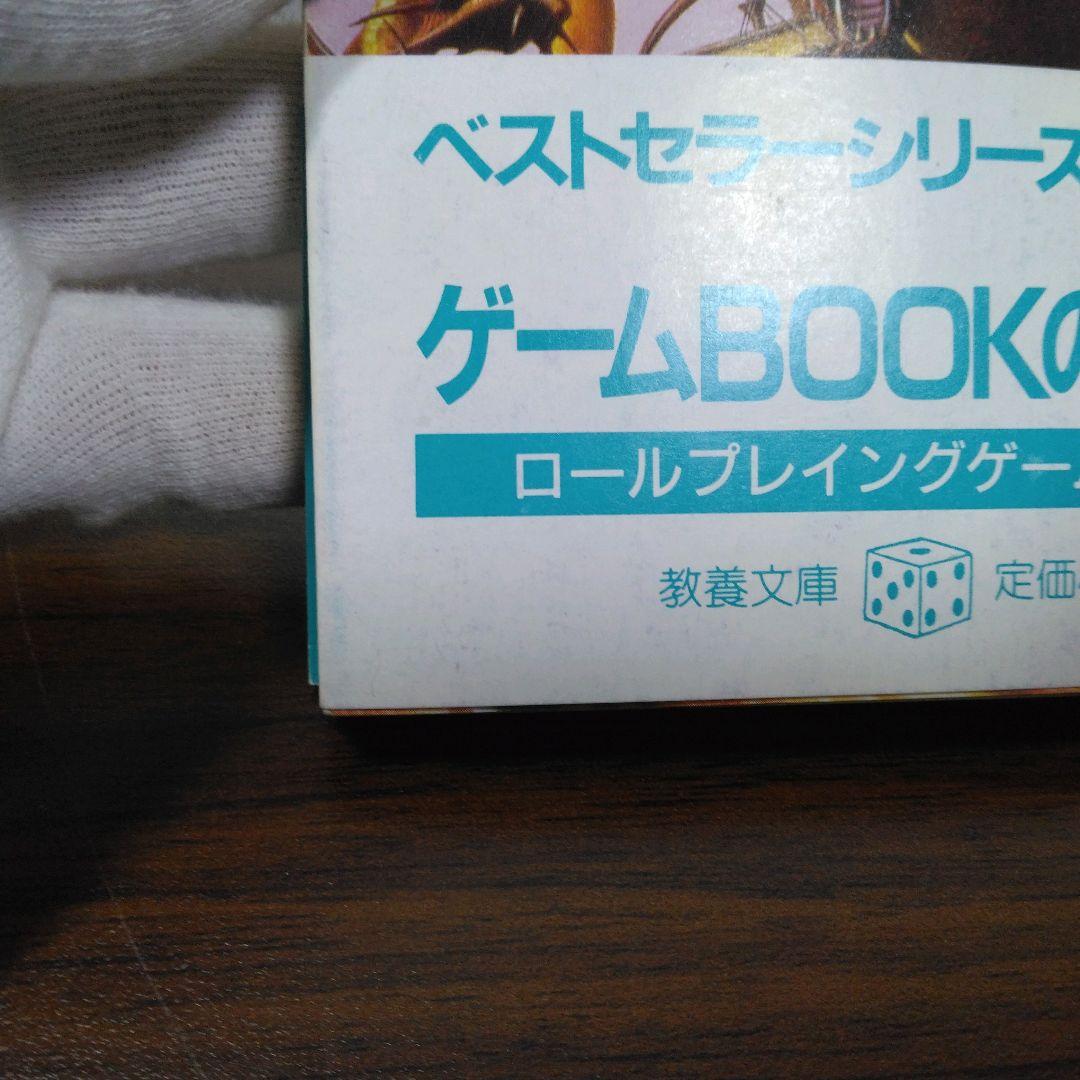 ベストセラーシリーズ
ゲームBOOKの
ロールプレイングゲーム
教養文庫 定価